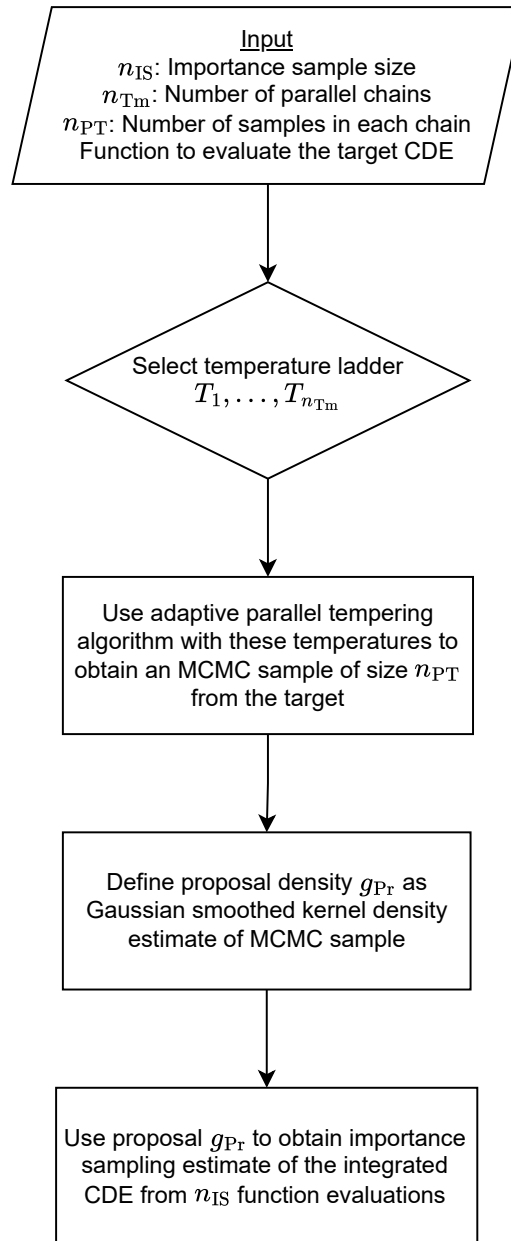 Input
n_IS: Importance sample size
n_Tm: Number of parallel chains
n_PT: Number of samples in each chain
Function to evaluate the target CDE
Select temperature ladder
T_1, . . . , T_{n_Tm}
Use adaptive parallel tempering
algorithm with these temperatures to
obtain an MCMC sample of size n_PT
from the target
Define proposal density g_Pr as
Gaussian smoothed kernel density
estimate of MCMC sample
Use proposal g_Pr to obtain importance
sampling estimate of the integrated
CDE from n_IS function evaluations